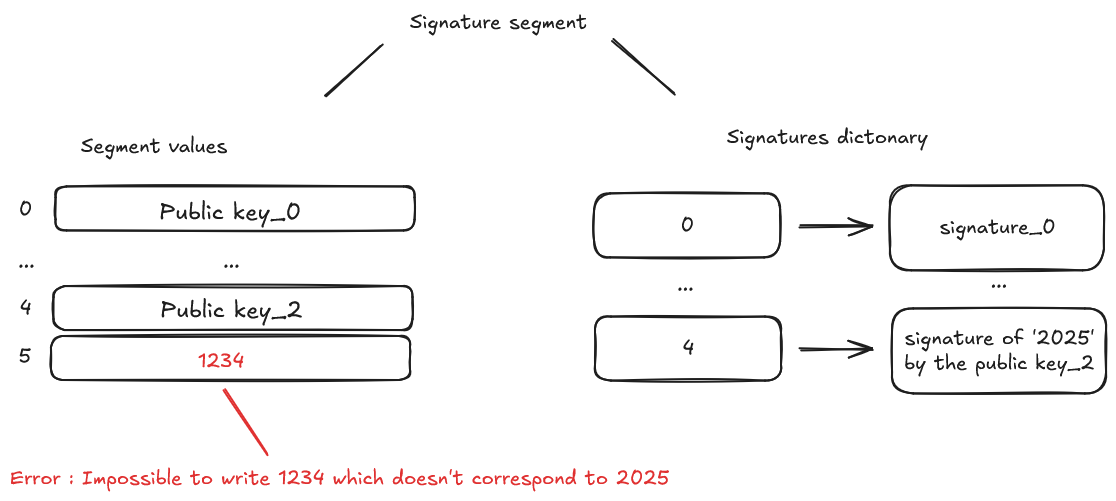 Signature segment
Segment values
Signatures dictonary
0
Public key_0
0
signature_0
...
...
...
...
4
Public key_2
4
signature of '2025'
by the public key_2
5
1234
Error : Impossible to write 1234 which doesn't correspond to 2025